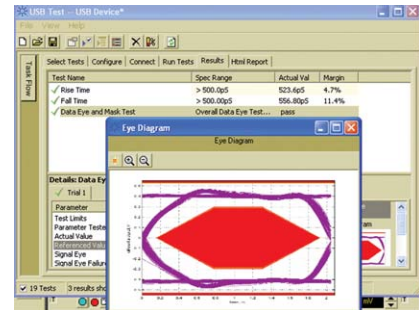 USB Test -- USB Device*
File View Help
Task Flow
Select Tests Configure Connect Run Tests Results Html Report
Test Name Spec Range Actual Val Margin
Rise Time > 500.00pS 523.6pS 4.7%
Fall Time > 500.00pS 556.80pS 11.4%
Data Eye and Mask Test Overall Data Eye Test... pass
Eye Diagram
Eye Diagram
Details: Data Ey
Trial 1
Parameter
Test Limits
Parameter Teste
Actual Value
Referenced Valu
Signal Eye
Signal Eye Failur
19 Tests 3 results sho
mV